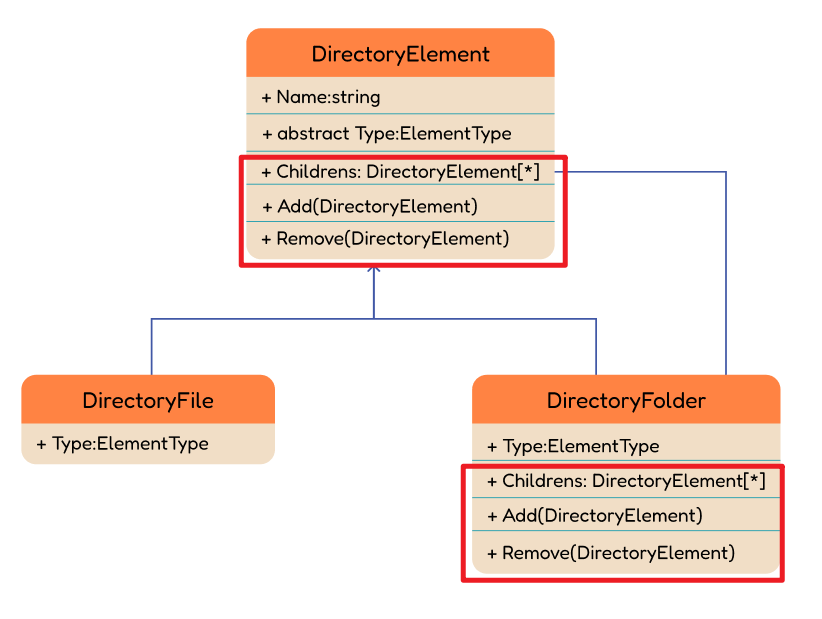 DirectoryElement
+ Name:string
+ abstract Type:ElementType
+ Childrens: DirectoryElement[*]
+ Add(DirectoryElement)
+ Remove(DirectoryElement)
DirectoryFile
+ Type:ElementType
DirectoryFolder
+ Type:ElementType
+ Childrens: DirectoryElement[*]
+ Add(DirectoryElement)
+ Remove(DirectoryElement)